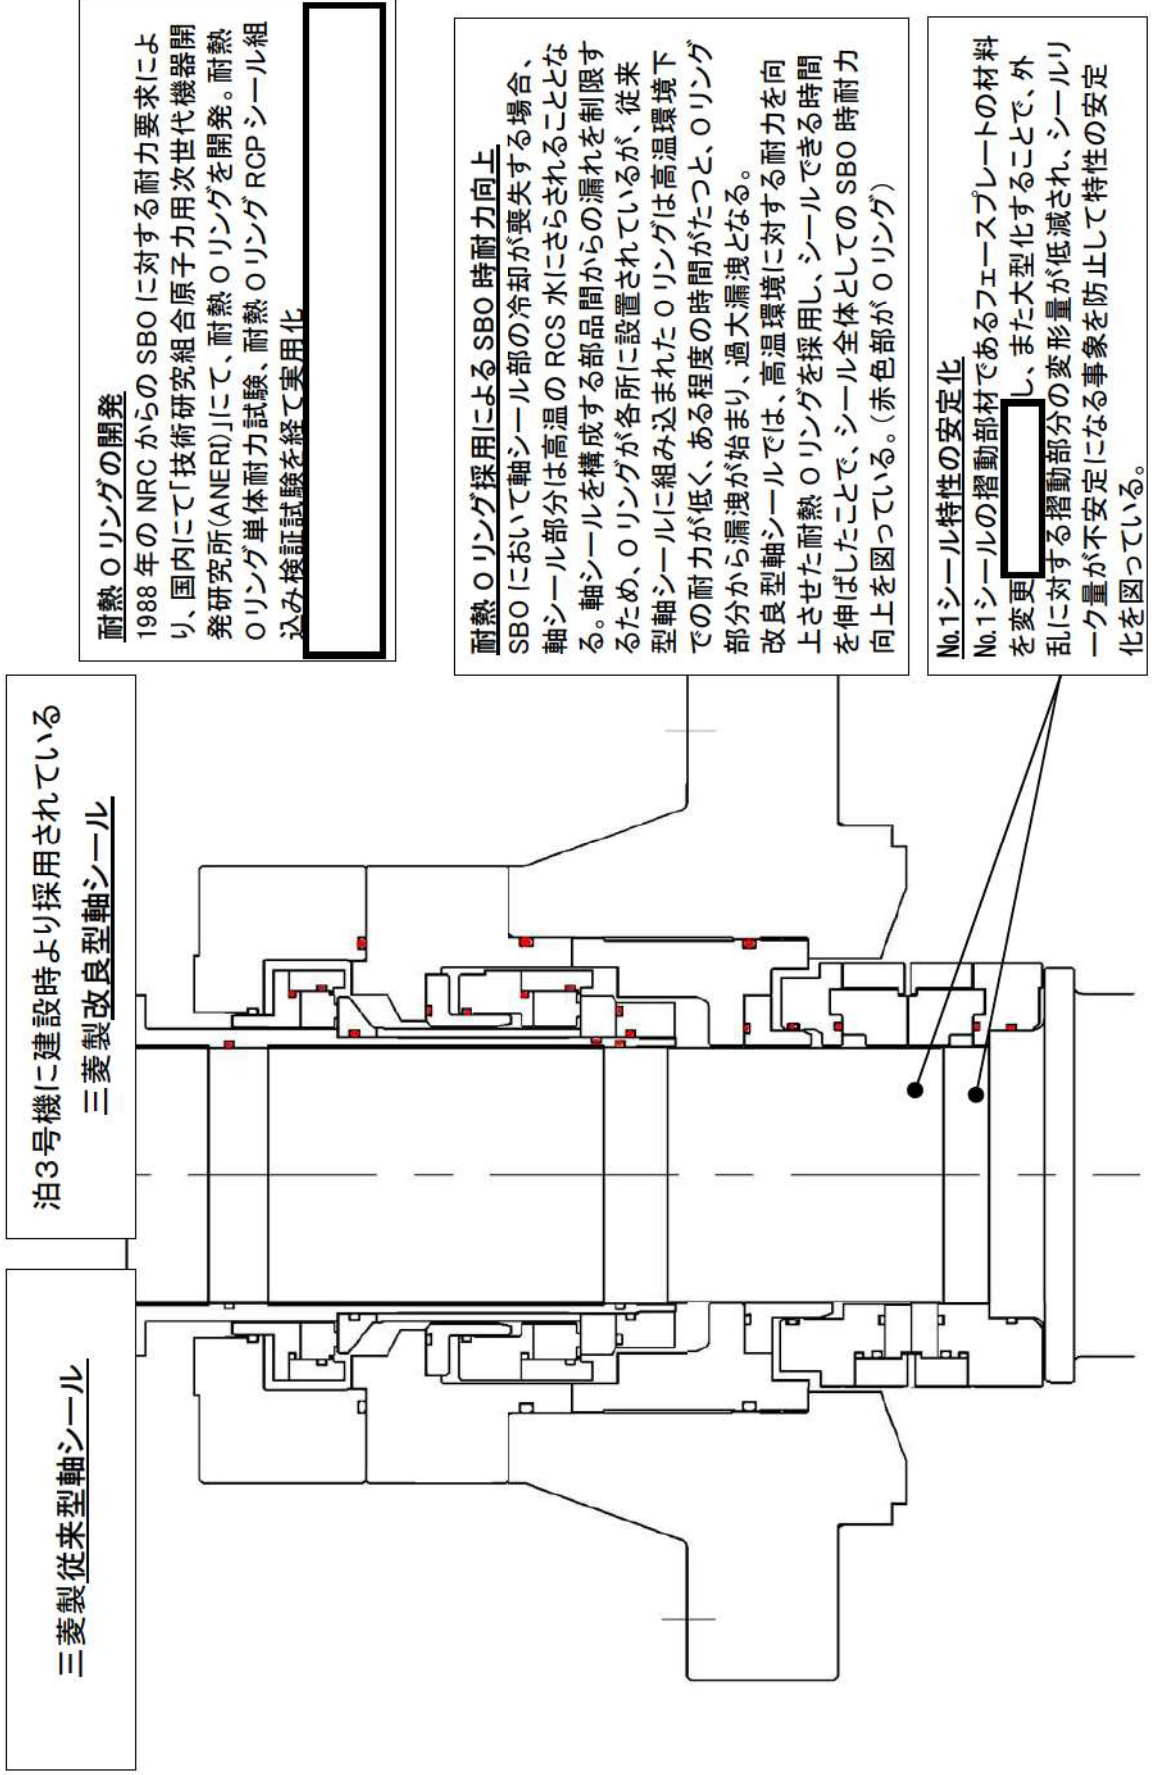 三菱製従来型軸シール
泊3号機に建設時より採用されている
三菱製改良型軸シール
耐熱Oリングの開発
1988年のNRCからのSBOに対する耐力要求によ
り、国内にて「技術研究組合原子力用次世代機器開
発研究所(ANERI)」にて、耐熱Oリングを開発。耐熱
Oリング単体耐力試験、耐熱OリングRCPシール組
込み検証試験を経て実用化
耐熱Oリング採用によるSBO時耐力向上
SBOにおいて軸シール部の冷却が喪失する場合、
軸シール部分は高温のRCS水にさらされることとな
る。軸シールを構成する部品間からの漏れを制限す
るため、Oリングが各所に設置されているが、従来
型軸シールに組み込まれたOリングは高温環境下
での耐力が低く、ある程度の時間がたつと、Oリング
部分から漏洩が始まり、過大漏洩となる。
改良型軸シールでは、高温環境に対する耐力を向
上させた耐熱Oリングを採用し、シールできる時間
を伸ばしたことで、シール全体としてのSBO時耐力
向上を図っている。(赤色部がOリング)
№1シール特性の安定化
№1シールの摺動部材であるフェースプレートの材料
を変更 し、また大型化することで、外
乱に対する摺動部分の変形量が低減され、シールリ
ーク量が不安定になる事象を防止して特性の安定
化を図っている。